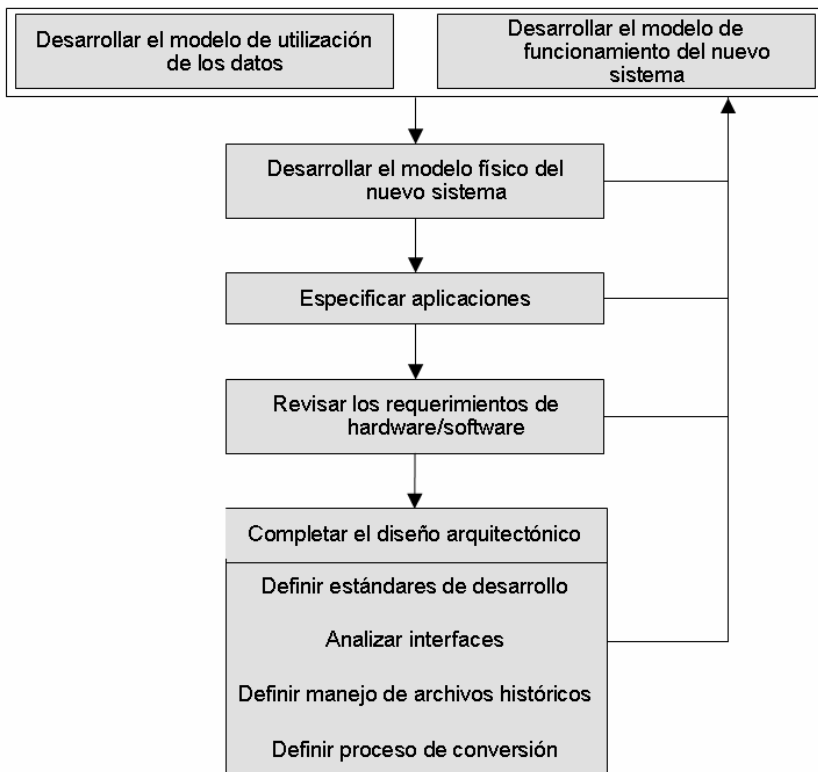 Desarrollar el modelo de utilización
de los datos
Desarrollar el modelo de
funcionamiento del nuevo
sistema
Desarrollar el modelo físico del
nuevo sistema
Especificar aplicaciones
Revisar los requerimientos de
hardware/software
Completar el diseño arquitectónico
Definir estándares de desarrollo
Analizar interfaces
Definir manejo de archivos históricos
Definir proceso de conversión